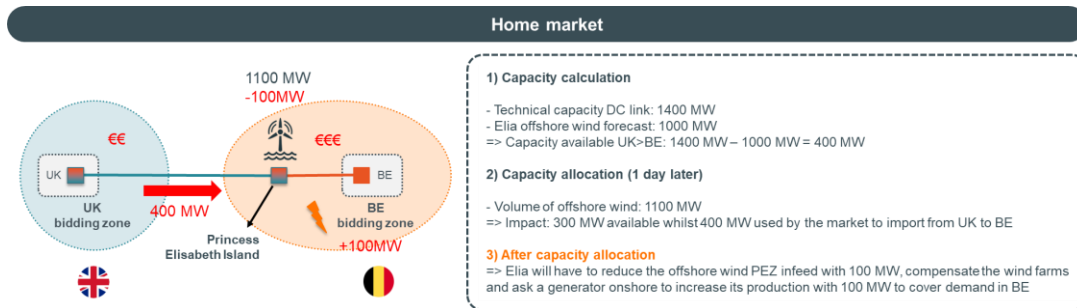 Home market
1100 MW
-100MW
€€
€€€
UK
BE
400 MW
UK
bidding zone
BE
bidding zone
Princess
Elisabeth Island
+100MW
1) Capacity calculation
- Technical capacity DC link: 1400 MW
- Elia offshore wind forecast: 1000 MW
=> Capacity available UK>BE: 1400 MW – 1000 MW = 400 MW
2) Capacity allocation (1 day later)
- Volume of offshore wind: 1100 MW
=> Impact: 300 MW available whilst 400 MW used by the market to import from UK to BE
3) After capacity allocation
=> Elia will have to reduce the offshore wind PEZ infeed with 100 MW, compensate the wind farms
and ask a generator onshore to increase its production with 100 MW to cover demand in BE